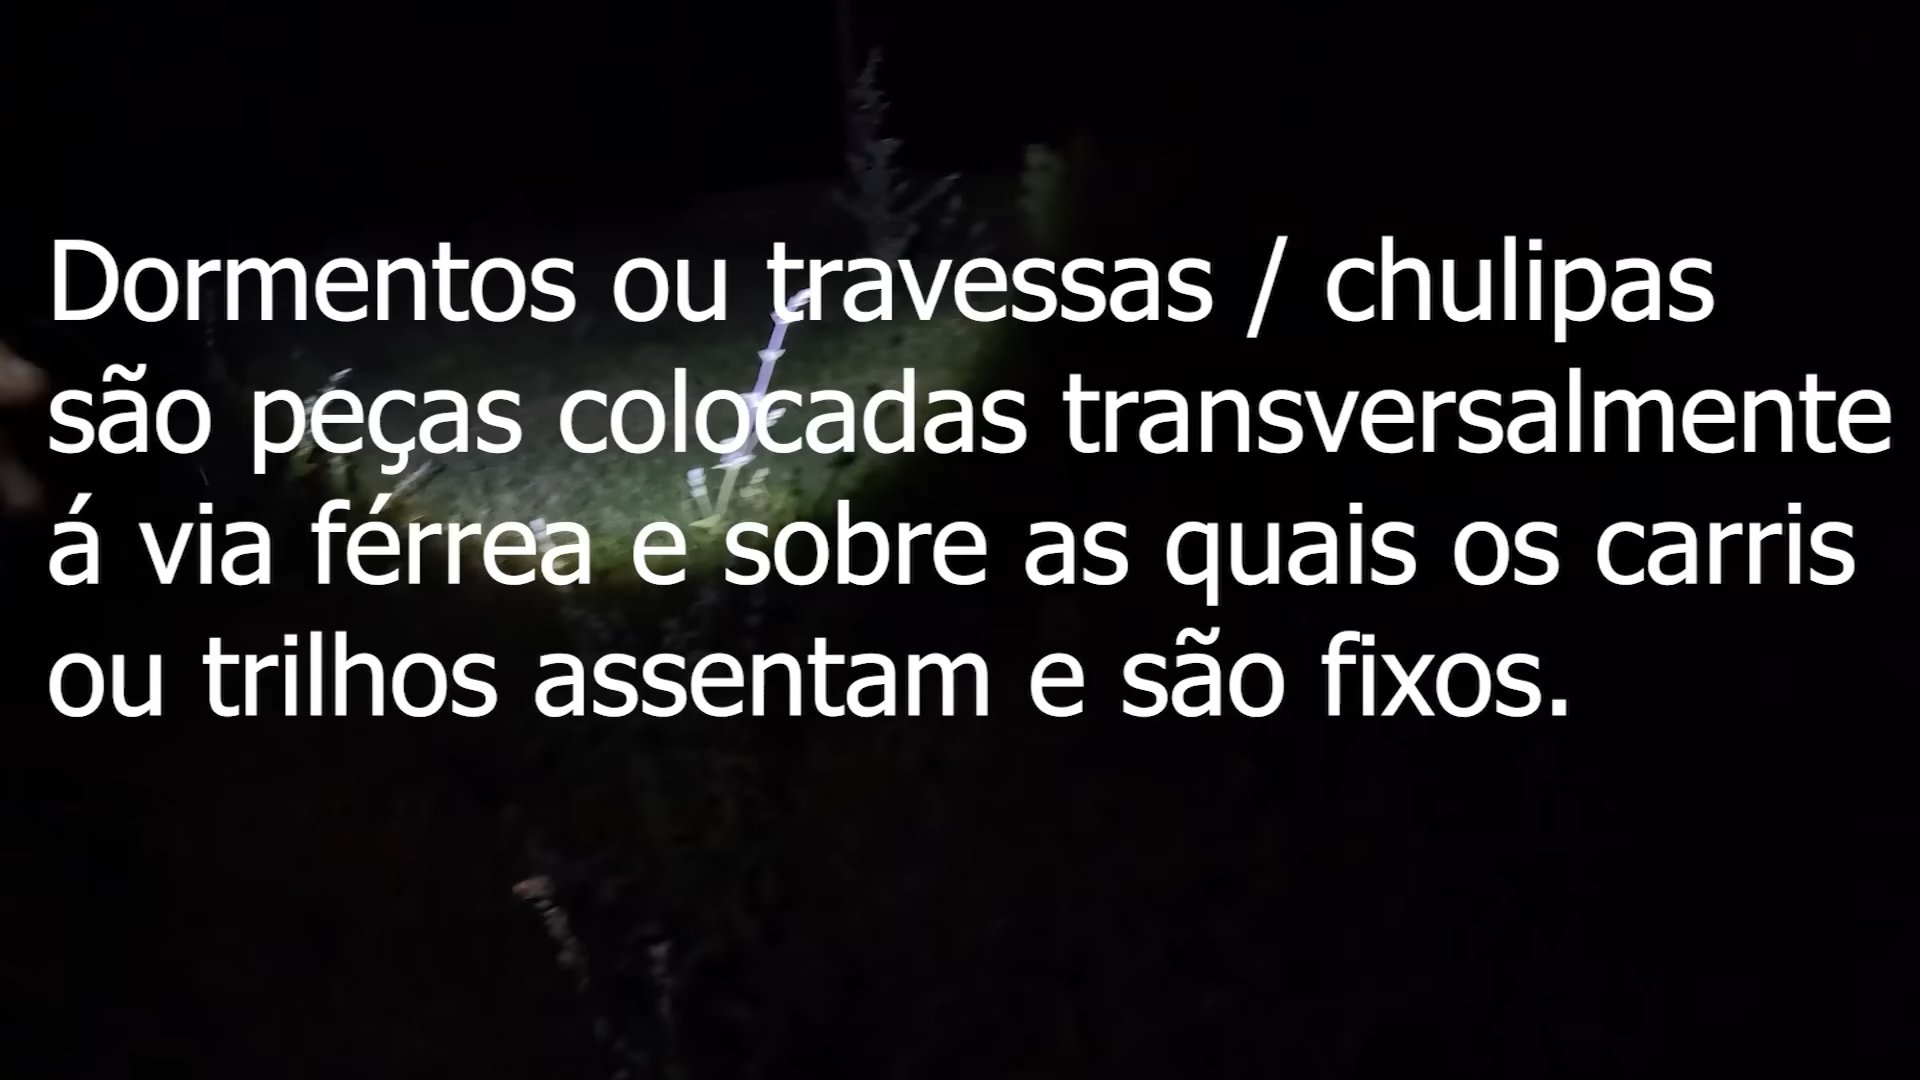 Dormentos ou travessas / chulipas
são peças colocadas transversalmente
á via férrea e sobre as quais os carris
ou trilhos assentam e são fixos.